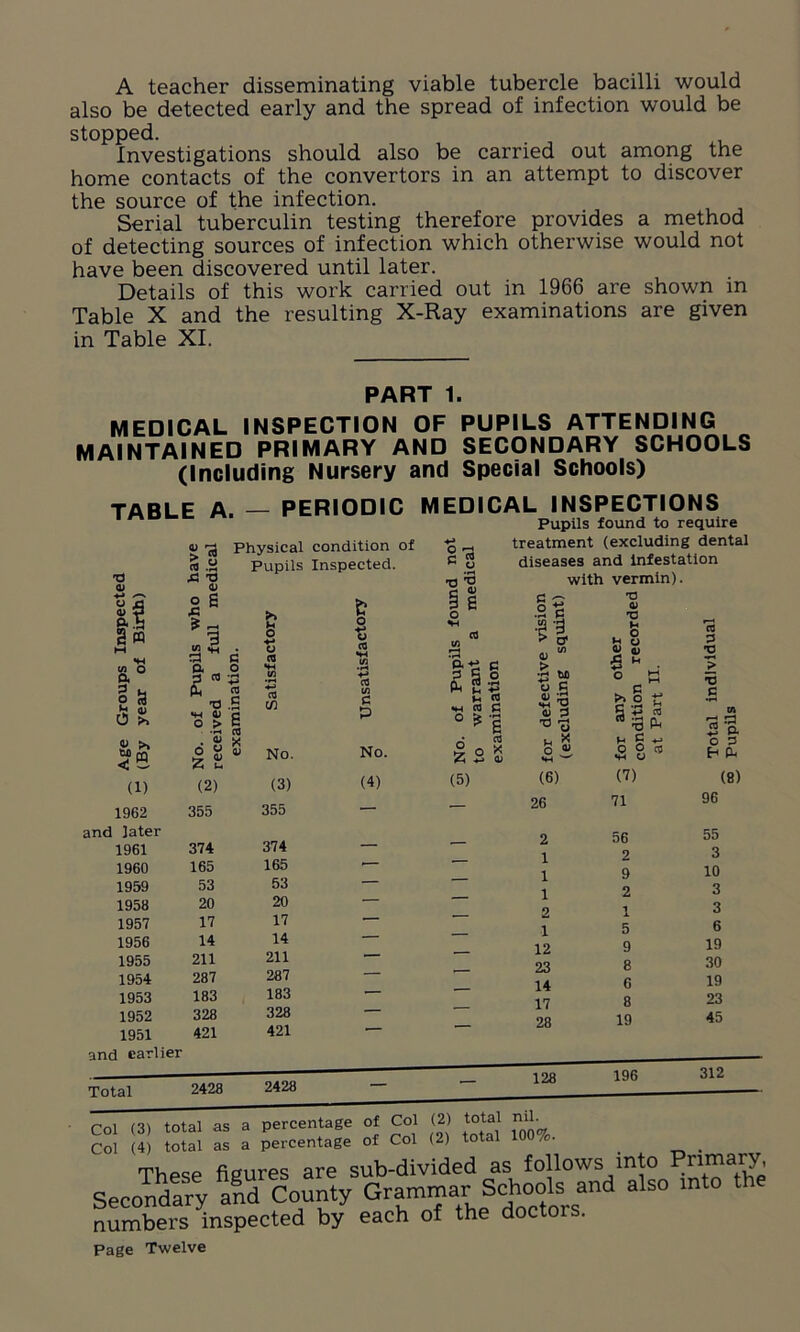 A teacher disseminating viable tubercle bacilli would
also be detected early and the spread of infection would be
stopped.
Investigations should also be carried out among the
home contacts of the convertors in an attempt to discover
the source of the infection.
Serial tuberculin testing therefore provides a method
of detecting sources of infection which otherwise would not
have been discovered until later.
Details of this work carried out in 1966 are shown in
Table X and the resulting X-Ray examinations are given
in Table XI.
PART 1.
MEDICAL INSPECTION OF PUPILS ATTENDING
MAINTAINED PRIMARY AND SECONDARY SCHOOLS
(Including Nursery and Special Schools)
TABLE A. — PERIODIC MEDICAL INSPECTIONS
Pupils found to require
treatment (excluding dental
diseases and infestation
with vermin).
Physical condition of
Pupils Inspected.
Age Groups Inspected
(By year of Birth)
No. of Pupils who have
received a full medical
examination.
Satisfactory
No.
Unsatisfactory
No.
No. of Pupils found not
to warrant a medical
examination
for defective vision
(excluding squint)
for any other
condition recorded
at Part II.
Total individual
Pupils
(1) (2) (3) (4) (5) (6) (7) (8)
1962 355 355 — — 26 71 96
and later
1961 374 374 — — 2 56 55
1960 165 165 — — 1 2 3
1959 53 53 — — 1 9 10
1958 20 20 — — 1 2 3
1957 17 17 — — 2 1 3
1956 14 14 — — 1 5 6
1955 211 211 — — 12 9 19
1954 287 287 — — 23 8 30
1953 183 183 — — 14 6 19
1952 328 328 — — 17 8 23
1951 421 421 — — 28 19 45
and earlier
Total 2428 2428 — — 128 196 312
Col (3) total as a percentage of Col (2) total nil.
Col (4) total as a percentage of Col (2) total 100%.
These figures are sub-divided as follows into Primary,
Secondary and County Grammar Schools and also into the
numbers inspected by each of the doctors.
Page Twelve